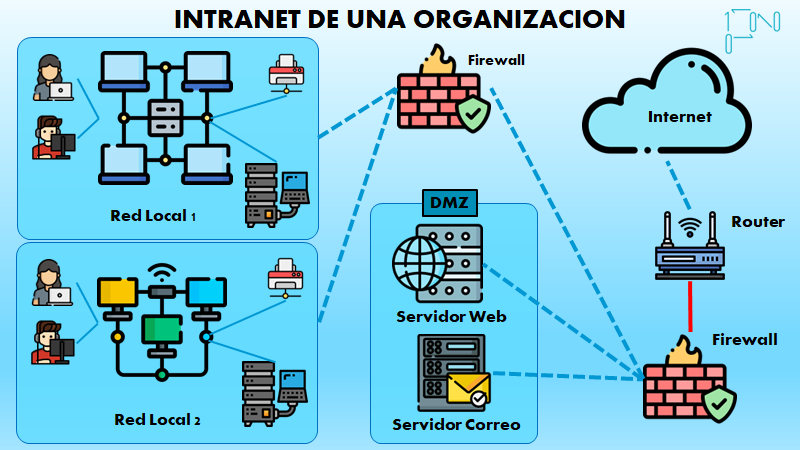 INTRANET DE UNA ORGANIZACION
Firewall
Internet
Red Local 1
DMZ
Router
Servidor Web
Firewall
Red Local 2
Servidor Correo